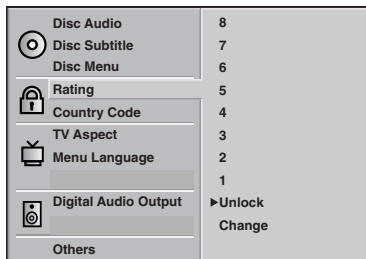 Disc Audio
Disc Subtitle
Disc Menu
Rating
Country Code
TV Aspect
Menu Language
Digital Audio Output
Others
8
7
6
5
4
3
2
1
Unlock
Change